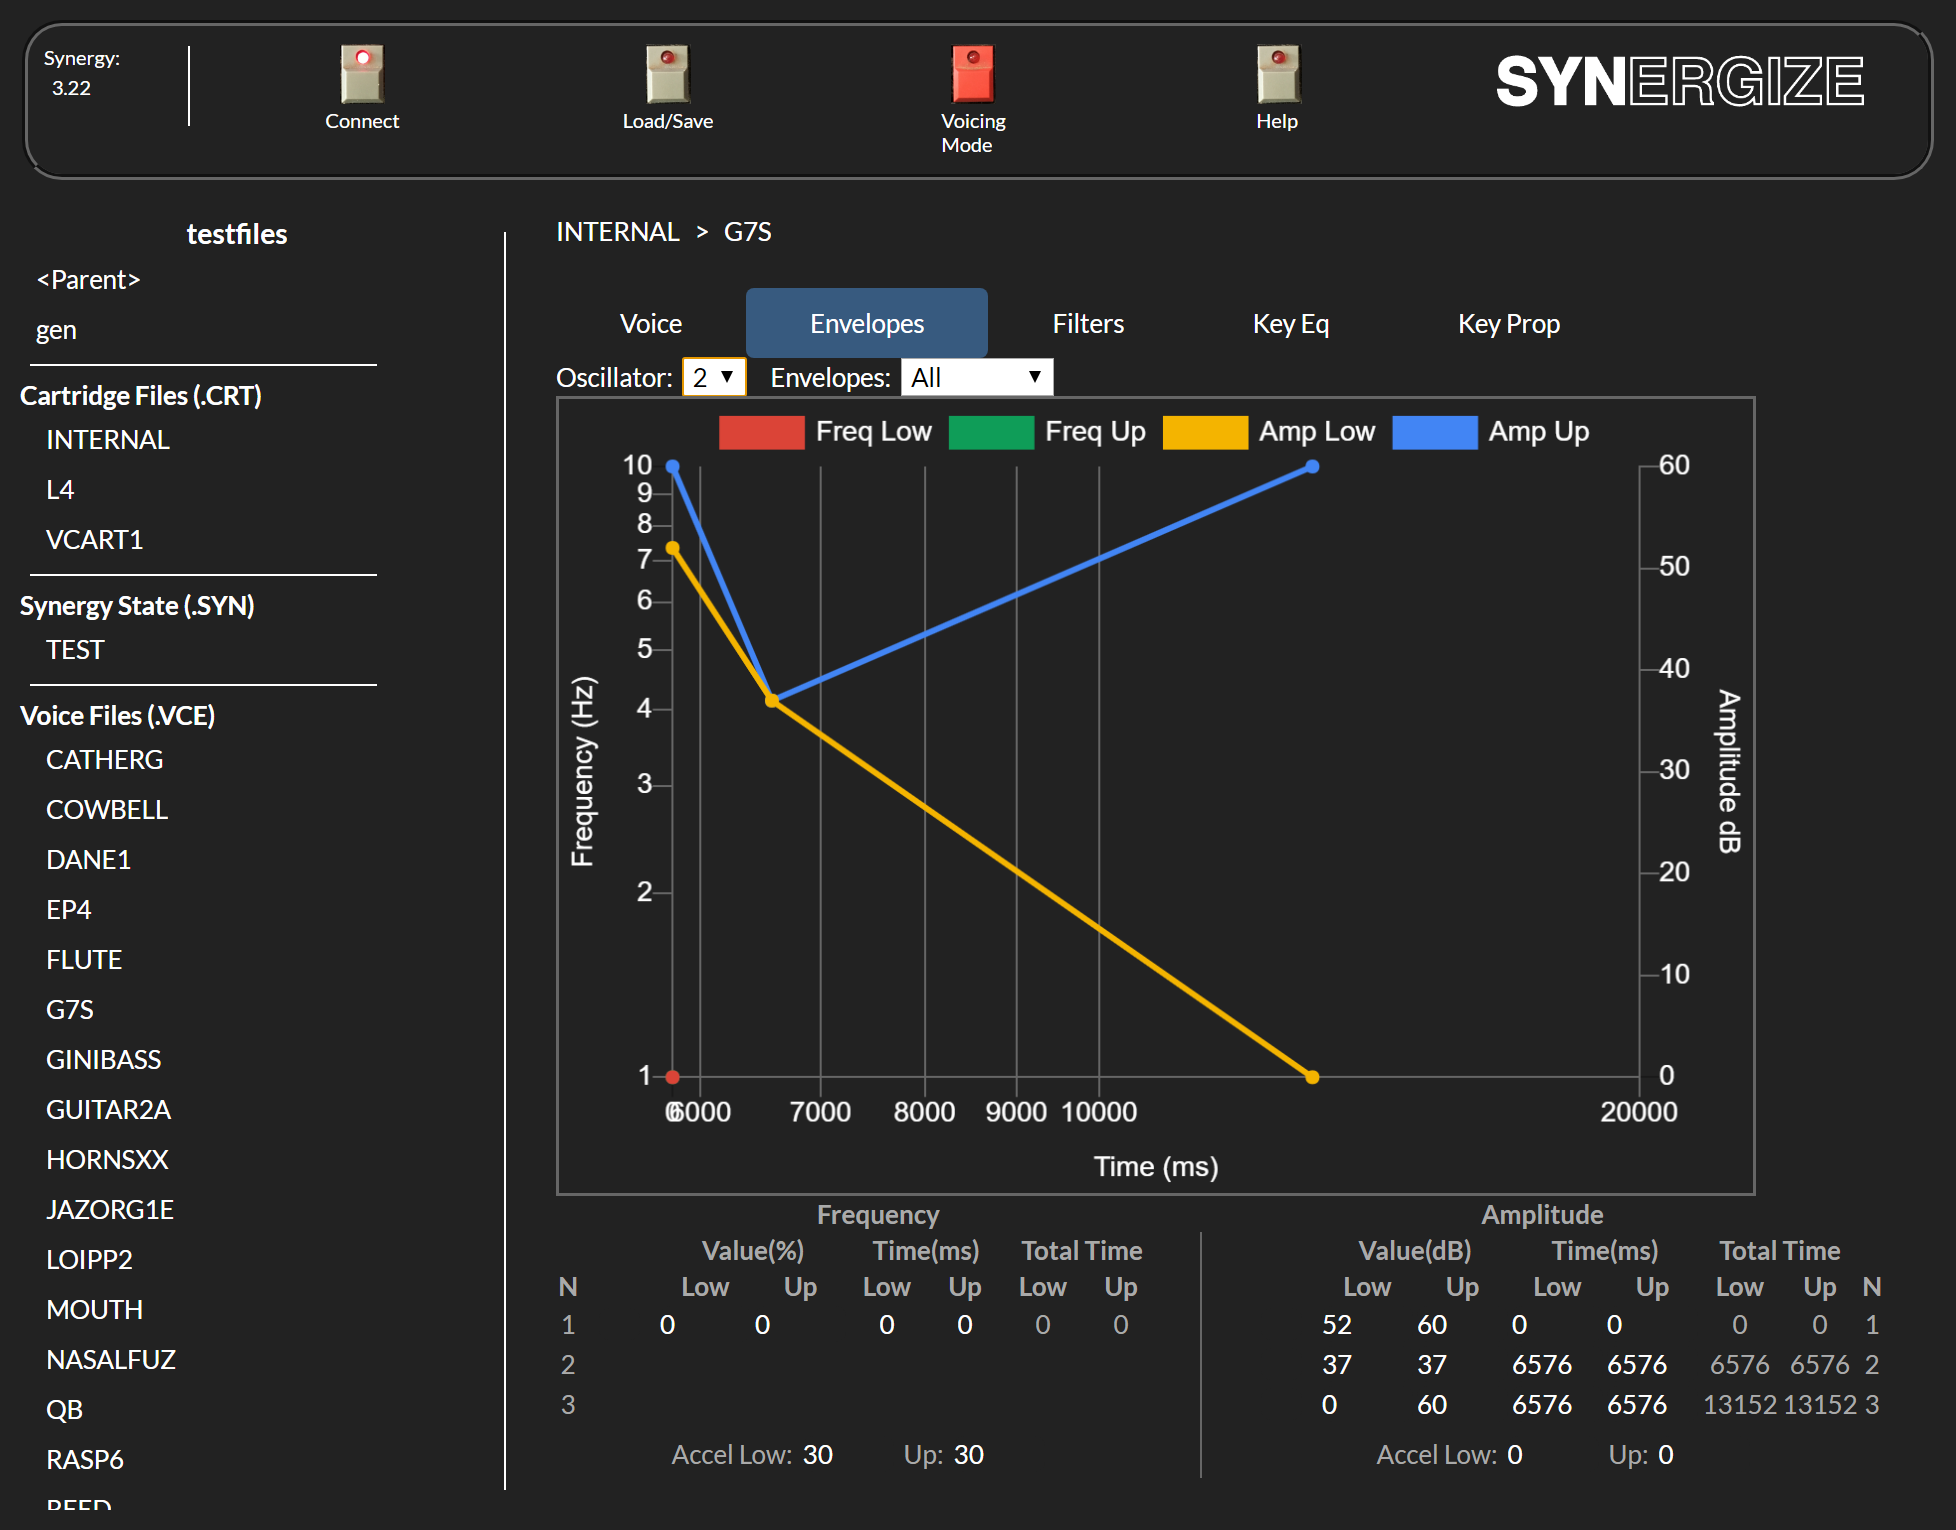 Synergy:
3.22
Connect
Load/Save
Voicing
Mode
Help
SYNERGIZE
testfiles
<Parent>
gen
Cartridge Files (.CRT)
INTERNAL
L4
VCART1
Synergy State (.SYN)
TEST
Voice Files (.VCE)
CATHERG
COWBELL
DANE1
EP4
FLUTE
G7S
GINIBASS
GUITAR2A
HORNSXX
JAZORG1E
LOIPP2
MOUTH
NASALFUZ
QB
RASP6
REED
INTERNAL > G7S
Voice Envelopes Filters Key Eq Key Prop
Oscillator: 2 Envelopes: All
Freq Low Freq Up Amp Low Amp Up
10
9
8
7
6
5
4
3
2
1
Frequency (Hz)
60
50
40
30
20
10
0
Amplitude dB
0 6000 7000 8000 9000 10000 20000
Time (ms)
Frequency
Value(%) Time(ms) Total Time
N Low Up Low Up Low Up
1 0 0 0 0 0 0
2
3
Accel Low: 30 Up: 30
Amplitude
Value(dB) Time(ms) Total Time
Low Up Low Up Low Up N
52 60 0 0 0 0 1
37 37 6576 6576 6576 6576 2
0 60 6576 6576 13152 13152 3
Accel Low: 0 Up: 0